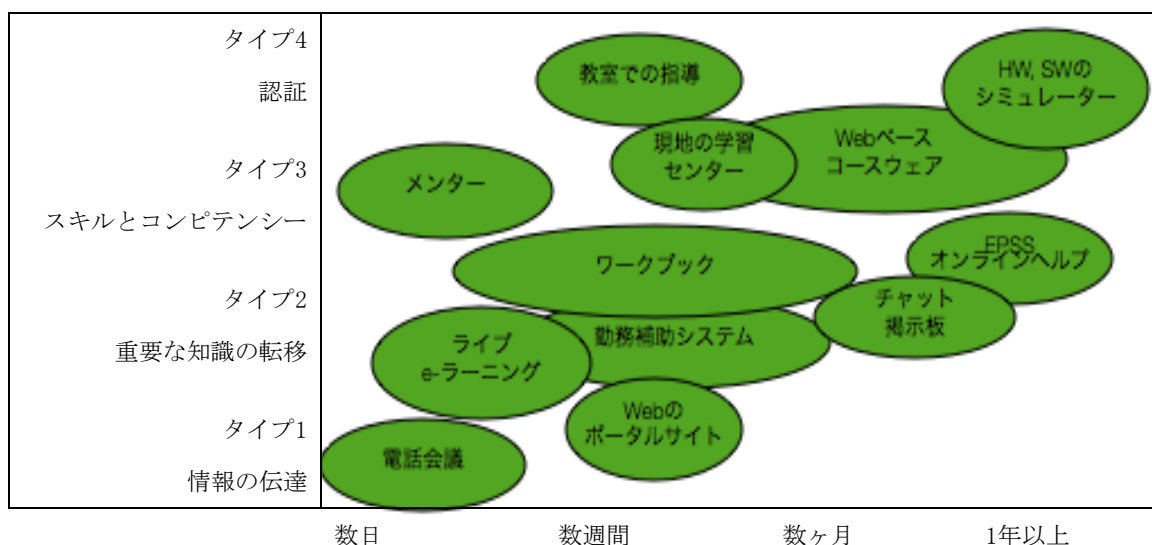 タイプ4
認証
タイプ3
スキルとコンピテンシー
タイプ2
重要な知識の転移
タイプ1
情報の伝達
教室での指導
HW, SWの
シミュレーター
現地の学習
センター
Webベース
コースウェア
メンター
ワークブック
EPSS
オンラインヘルプ
チャット
掲示板
ライブ
e-ラーニング
勤務補助システム
Webの
ポータルサイト
電話会議
数日
数週間
数ヶ月
1年以上